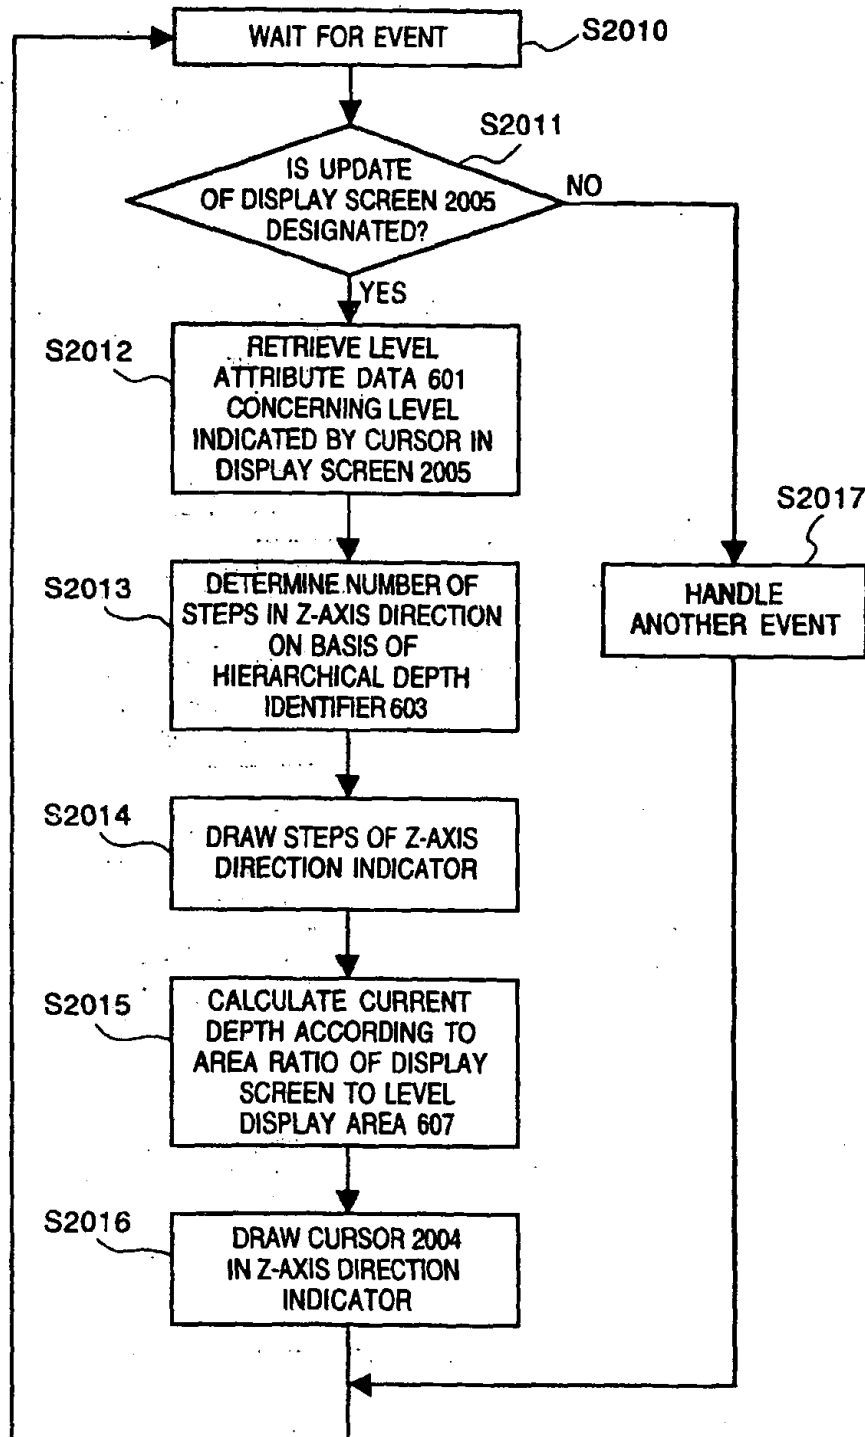 WAIT FOR EVENT
S2010
S2011
IS UPDATE
OF DISPLAY SCREEN 2005
DESIGNATED?
NO
YES
S2012
RETRIEVE LEVEL
ATTRIBUTE DATA 601
CONCERNING LEVEL
INDICATED BY CURSOR IN
DISPLAY SCREEN 2005
S2017
HANDLE
ANOTHER EVENT
S2013
DETERMINE NUMBER OF
STEPS IN Z-AXIS DIRECTION
ON BASIS OF
HIERARCHICAL DEPTH
IDENTIFIER 603
S2014
DRAW STEPS OF Z-AXIS
DIRECTION INDICATOR
S2015
CALCULATE CURRENT
DEPTH ACCORDING TO
AREA RATIO OF DISPLAY
SCREEN TO LEVEL
DISPLAY AREA 607
S2016
DRAW CURSOR 2004
IN Z-AXIS DIRECTION
INDICATOR